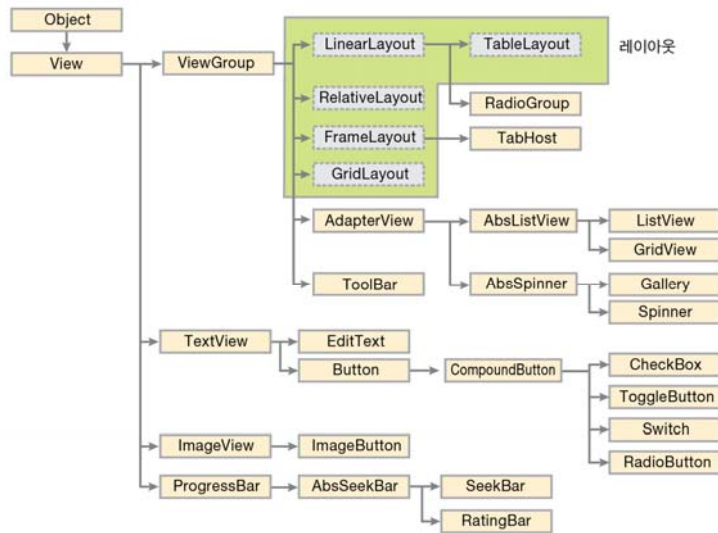 Object
View
ViewGroup
LinearLayout
TableLayout
레이아웃
RelativeLayout
RadioGroup
FrameLayout
TabHost
GridLayout
AdapterView
AbsListView
ListView
GridView
ToolBar
AbsSpinner
Gallery
Spinner
TextView
EditText
Button
CompoundButton
CheckBox
ToggleButton
Switch
RadioButton
ImageView
ImageButton
ProgressBar
AbsSeekBar
SeekBar
RatingBar